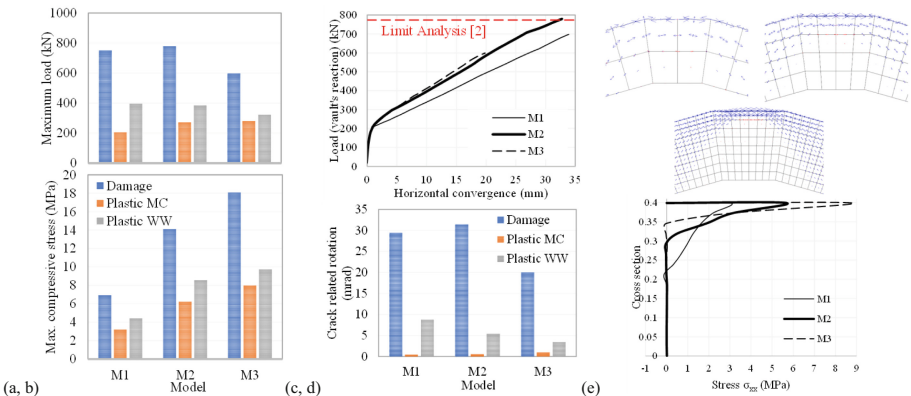 1000
800
600
400
200
0
Maximum load (kN)
20
18
16
14
12
10
8
6
4
2
0
Max. compressive stress (MPa)
Damage
Plastic MC
Plastic WW
M1 M2 M3
Model
(a, b)
800
700
600
500
400
300
200
100
0
Load (vault's reaction) (kN)
Limit Analysis [2]
M1
M2
M3
0 5 10 15 20 25 30 35
Horizontal convergence (mm)
35
30
25
20
15
10
5
0
Crack related rotation
(mrad)
Damage
Plastic MC
Plastic WW
M1 M2 M3
Model
(c, d)
0.4
0.35
0.3
0.25
0.2
0.15
0.1
0.05
0
Cross section
M1
M2
M3
-1 0 1 2 3 4 5 6 7 8 9
Stress σxx (MPa)
(e)